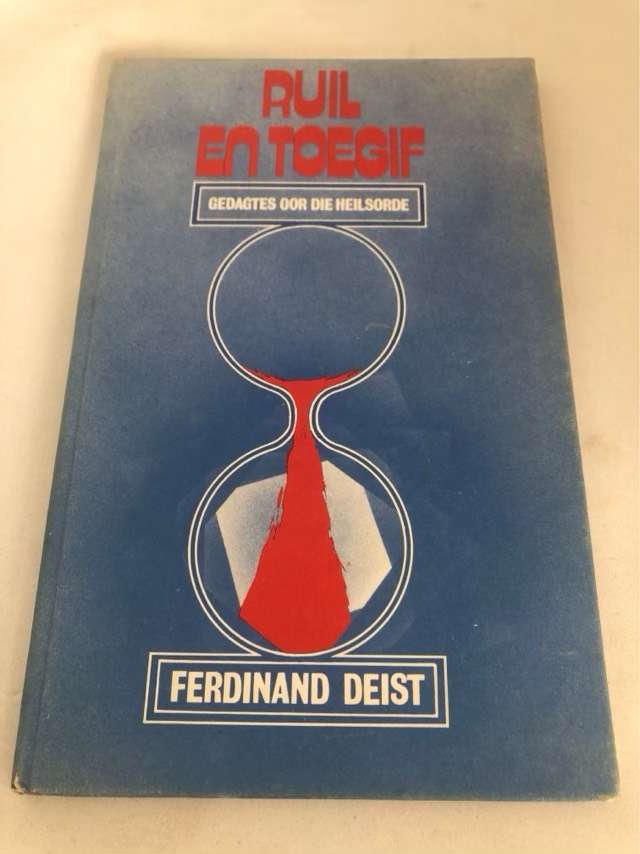 RUIL
EN TOEGIF
GEDAGTES OOR DIE HEILSORDE
FERDINAND DEIST